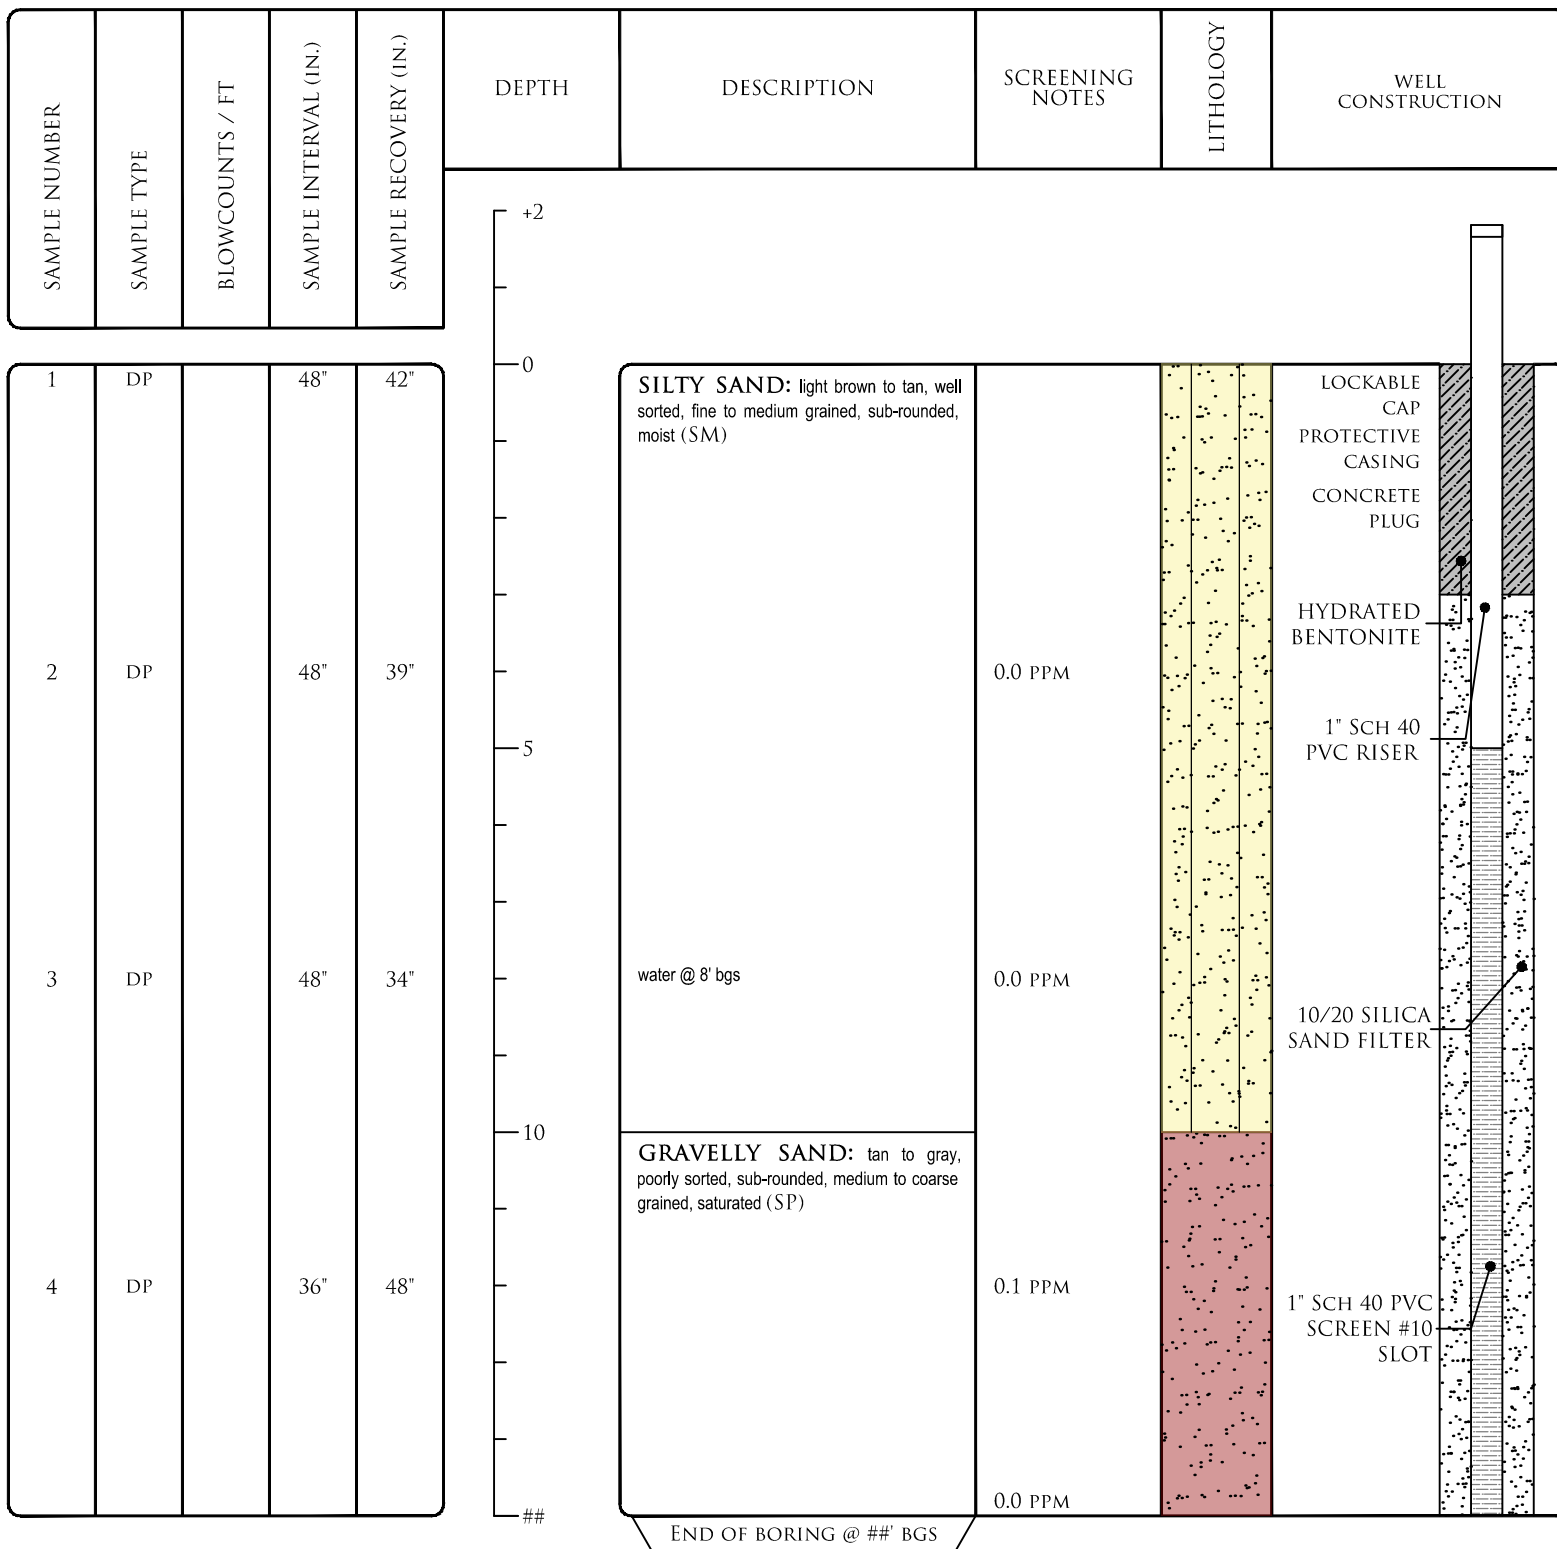 SAMPLE NUMBER
SAMPLE TYPE
BLOWCOUNTS / FT
SAMPLE INTERVAL (IN.)
SAMPLE RECOVERY (IN.)
DEPTH
DESCRIPTION
SCREENING
NOTES
LITHOLOGY
WELL
CONSTRUCTION
+2
0
1 DP 48" 42"
SILTY SAND: light brown to tan, well
sorted, fine to medium grained, sub-rounded,
moist (SM)
LOCKABLE
CAP
PROTECTIVE
CASING
CONCRETE
PLUG
HYDRATED
BENTONITE
2 DP 48" 39"
0.0 PPM
1" SCH 40
PVC RISER
5
3 DP 48" 34"
water @ 8' bgs
0.0 PPM
10/20 SILICA
SAND FILTER
10
GRAVELLY SAND: tan to gray,
poorly sorted, sub-rounded, medium to coarse
grained, saturated (SP)
4 DP 36" 48"
0.1 PPM
1" SCH 40 PVC
SCREEN #10
SLOT
0.0 PPM
##
END OF BORING @ ##' BGS